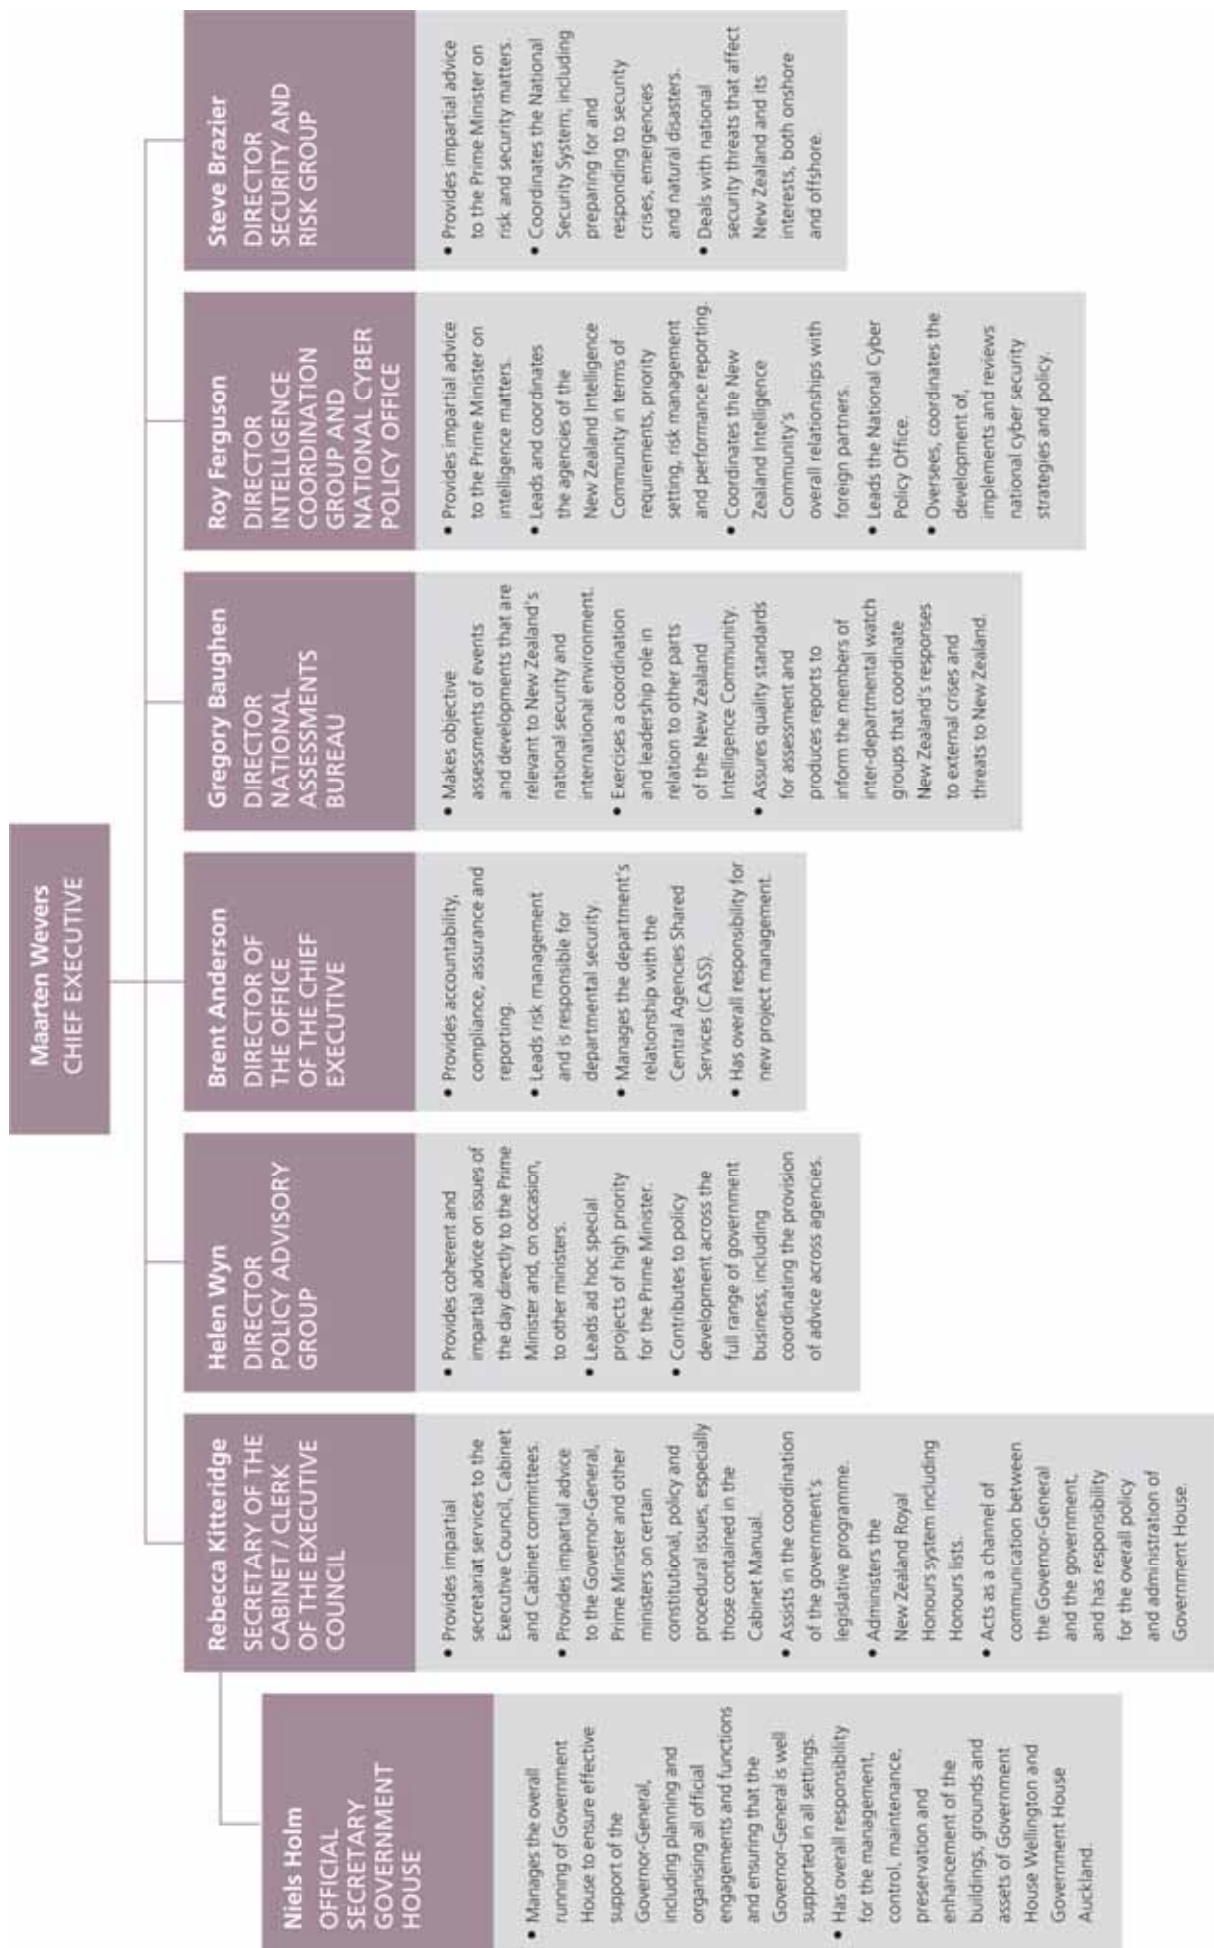 Maarten Wevers
CHIEF EXECUTIVE
Niels Holm
OFFICIAL
SECRETARY
GOVERNMENT
HOUSE
• Manages the overall
running of Government
House to ensure effective
support of the
Governor-General,
including planning and
organising all official
engagements and functions
and ensuring that the
Governor-General is well
supported in all settings.
• Has overall responsibility
for the management,
control, maintenance,
preservation and
enhancement of the
buildings, grounds and
assets of Government
House Wellington and
Government House
Auckland.
Rebecca Kitteridge
SECRETARY OF THE
CABINET / CLERK
OF THE EXECUTIVE
COUNCIL
• Provides impartial
secretariat services to the
Executive Council, Cabinet
and Cabinet committees.
• Provides impartial advice
to the Governor-General,
Prime Minister and other
ministers on certain
constitutional, policy and
procedural issues, especially
those contained in the
Cabinet Manual.
• Assists in the coordination
of the government's
legislative programme.
• Administers the
New Zealand Royal
Honours system including
Honours lists.
• Acts as a channel of
communication between
the Governor-General
and the government,
and has responsibility
for the overall policy
and administration of
Government House.
Helen Wyn
DIRECTOR
POLICY ADVISORY
GROUP
• Provides coherent and
impartial advice on issues of
the day directly to the Prime
Minister and, on occasion,
to other ministers.
• Leads ad hoc special
projects of high priority
for the Prime Minister.
• Contributes to policy
development across the
full range of government
business, including
coordinating the provision
of advice across agencies.
Brent Anderson
DIRECTOR OF
THE OFFICE
OF THE CHIEF
EXECUTIVE
• Provides accountability,
compliance, assurance and
reporting.
• Leads risk management
and is responsible for
departmental security.
• Manages the department's
relationship with the
Central Agencies Shared
Services (CASS).
• Has overall responsibility for
new project management.
Gregory Baughen
DIRECTOR
NATIONAL
ASSESSMENTS
BUREAU
• Makes objective
assessments of events
and developments that are
relevant to New Zealand's
national security and
international environment.
• Exercises a coordination
and leadership role in
relation to other parts
of the New Zealand
Intelligence Community.
• Assures quality standards
for assessment and
produces reports to
inform the members of
inter-departmental watch
groups that coordinate
New Zealand's responses
to external crises and
threats to New Zealand.
Roy Ferguson
DIRECTOR
INTELLIGENCE
COORDINATION
GROUP AND
NATIONAL CYBER
POLICY OFFICE
• Provides impartial advice
to the Prime Minister on
intelligence matters.
• Leads and coordinates
the agencies of the
New Zealand Intelligence
Community in terms of
requirements, priority
setting, risk management
and performance reporting.
• Coordinates the New
Zealand Intelligence
Community's
overall relationships with
foreign partners.
• Leads the National Cyber
Policy Office.
• Oversees, coordinates the
development of,
implements and reviews
national cyber security
strategies and policy.
Steve Brazier
DIRECTOR
SECURITY AND
RISK GROUP
• Provides impartial advice
to the Prime Minister on
risk and security matters.
• Coordinates the National
Security System; including
preparing for and
responding to security
crises, emergencies
and natural disasters.
• Deals with national
security threats that affect
New Zealand and its
interests, both onshore
and offshore.